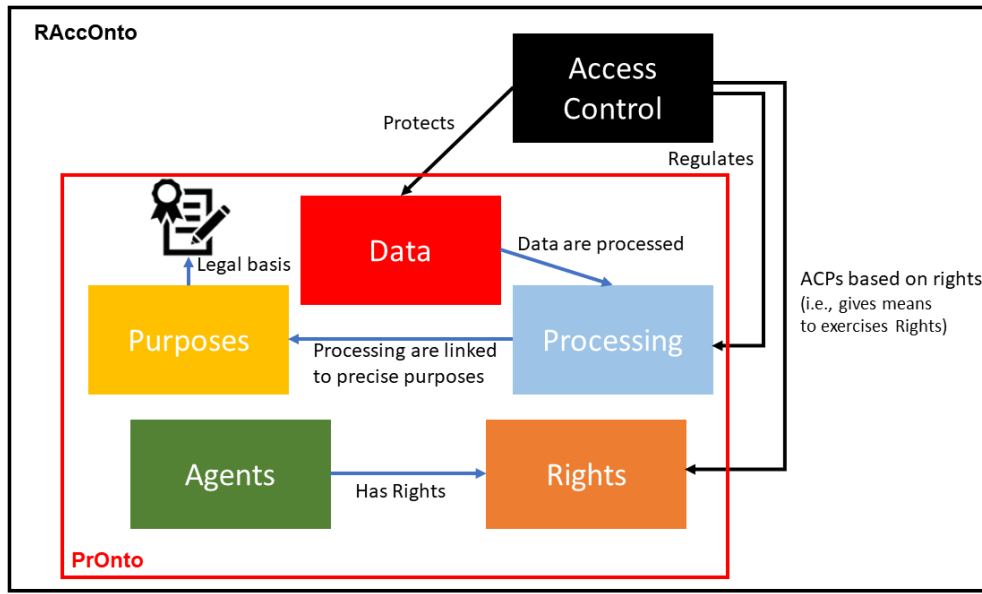 RAccOnto
Access
Control
Protects
Regulates
Data
Data are processed
Legal basis
ACPs based on rights
(i.e., gives means
to exercises Rights)
Purposes
Processing
Processing are linked
to precise purposes
Agents
Has Rights
Rights
PrOnto